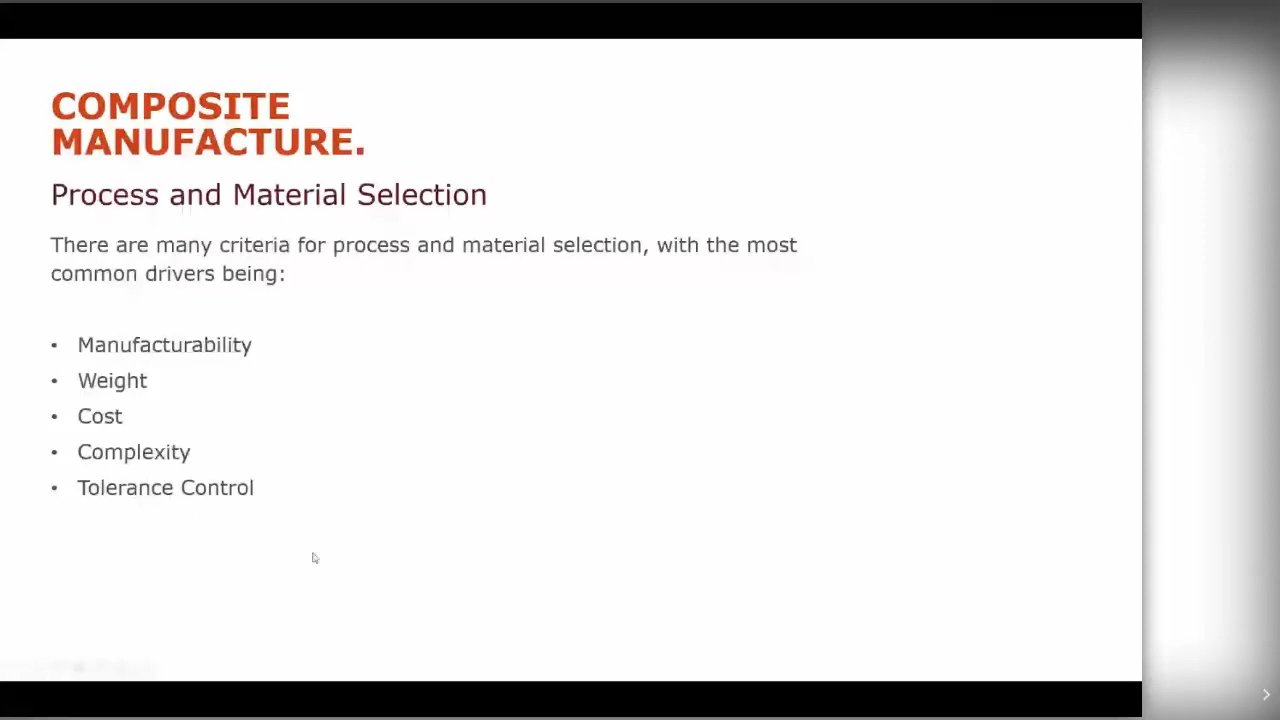 COMPOSITE
MANUFACTURE.
Process and Material Selection
There are many criteria for process and material selection, with the most
common drivers being:
• Manufacturability
• Weight
• Cost
• Complexity
• Tolerance Control